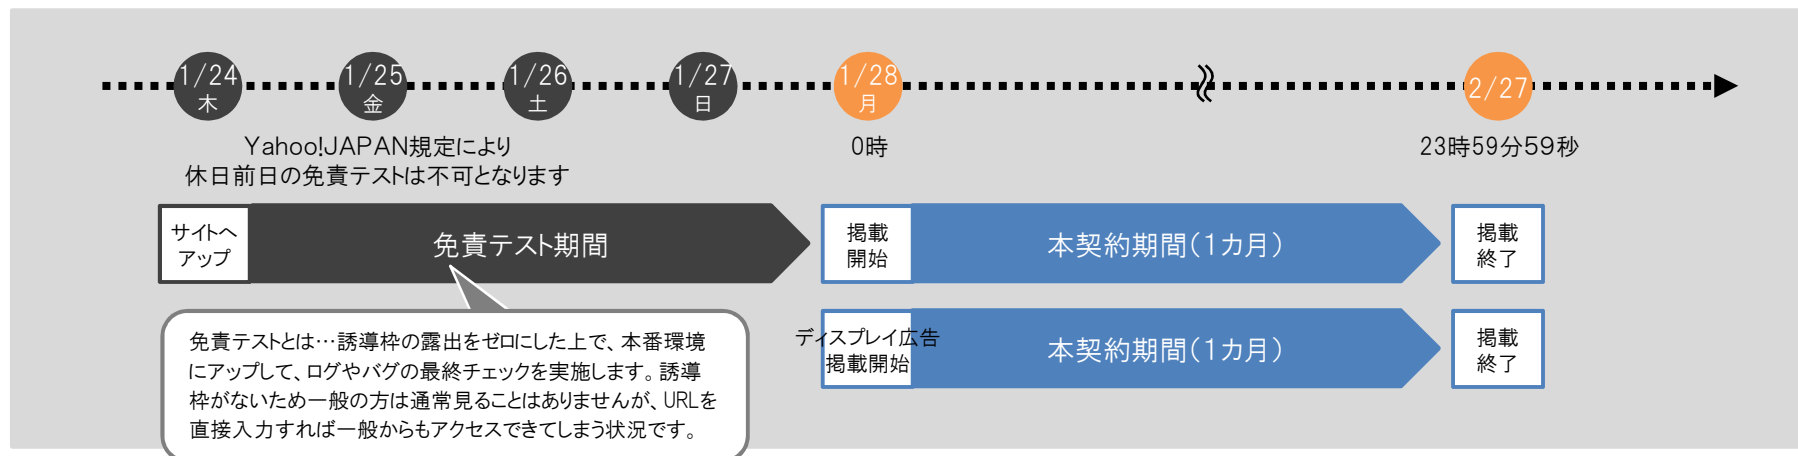 1/24
木
1/25
金
1/26
土
1/27
日
1/28
月
2/27
Yahoo!JAPAN規定により
休日前日の免責テストは不可となります
0時
23時59分59秒
サイトへ
アップ
免責テスト期間
掲載
開始
本契約期間(1カ月)
掲載
終了
免責テストとは…誘導枠の露出をゼロにした上で、本番環境
にアップして、ログやバグの最終チェックを実施します。誘導
枠がないため一般の方は通常見ることはありませんが、URLを
直接入力すれば一般からもアクセスできてしまう状況です。
ディスプレイ広告
掲載開始
本契約期間(1カ月)
掲載
終了